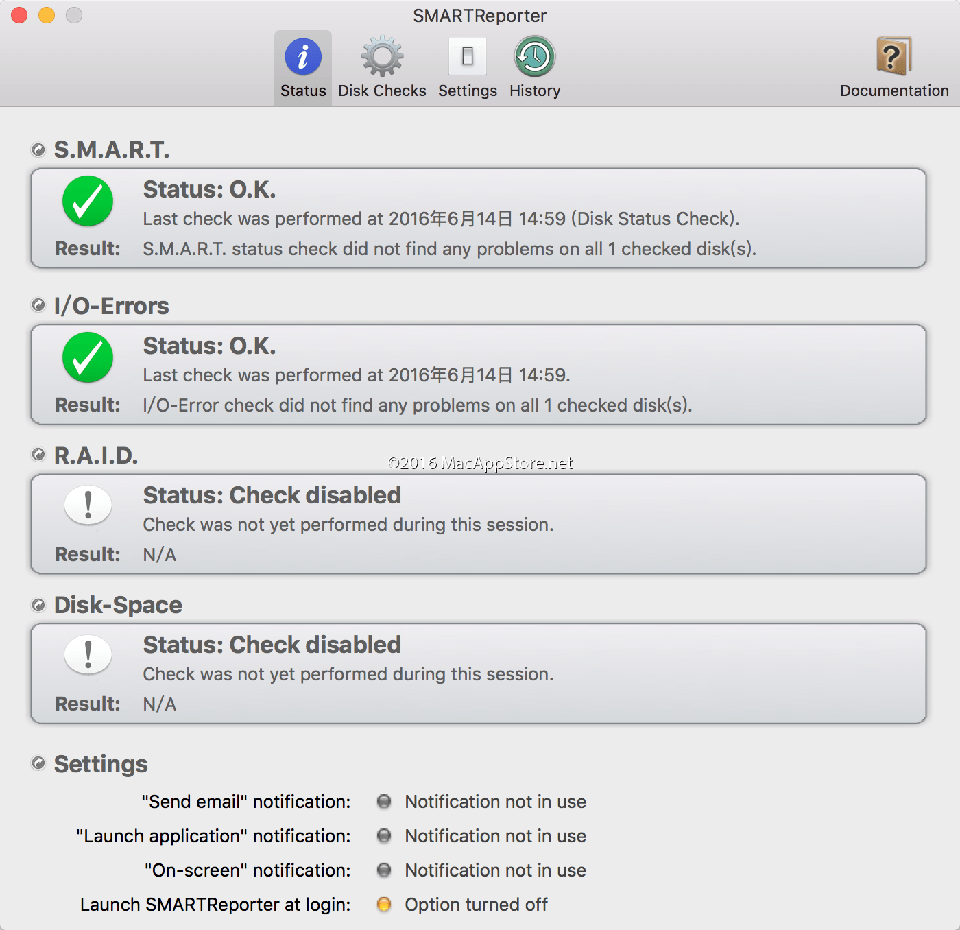 SMARTReporter
Status Disk Checks Settings History Documentation
S.M.A.R.T.
Status: O.K.
Last check was performed at 2016年6月14日 14:59 (Disk Status Check).
Result: S.M.A.R.T. status check did not find any problems on all 1 checked disk(s).
I/O-Errors
Status: O.K.
Last check was performed at 2016年6月14日 14:59.
Result: I/O-Error check did not find any problems on all 1 checked disk(s).
R.A.I.D.
©2016 MacAppStore.net
Status: Check disabled
Check was not yet performed during this session.
Result: N/A
Disk-Space
Status: Check disabled
Check was not yet performed during this session.
Result: N/A
Settings
"Send email" notification: Notification not in use
"Launch application" notification: Notification not in use
"On-screen" notification: Notification not in use
Launch SMARTReporter at login: Option turned off